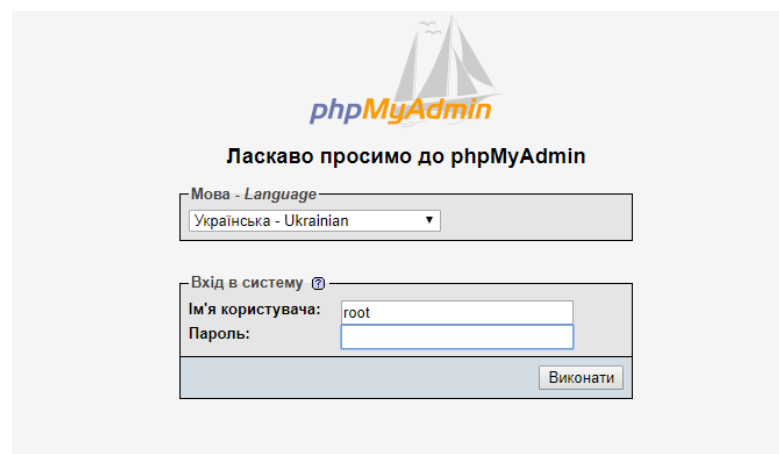 phpMyAdmin
Ласкаво просимо до phpMyAdmin
Мова - Language
Українська - Ukrainian
Вхід в систему ?
Ім'я користувача: root
Пароль:
Виконати